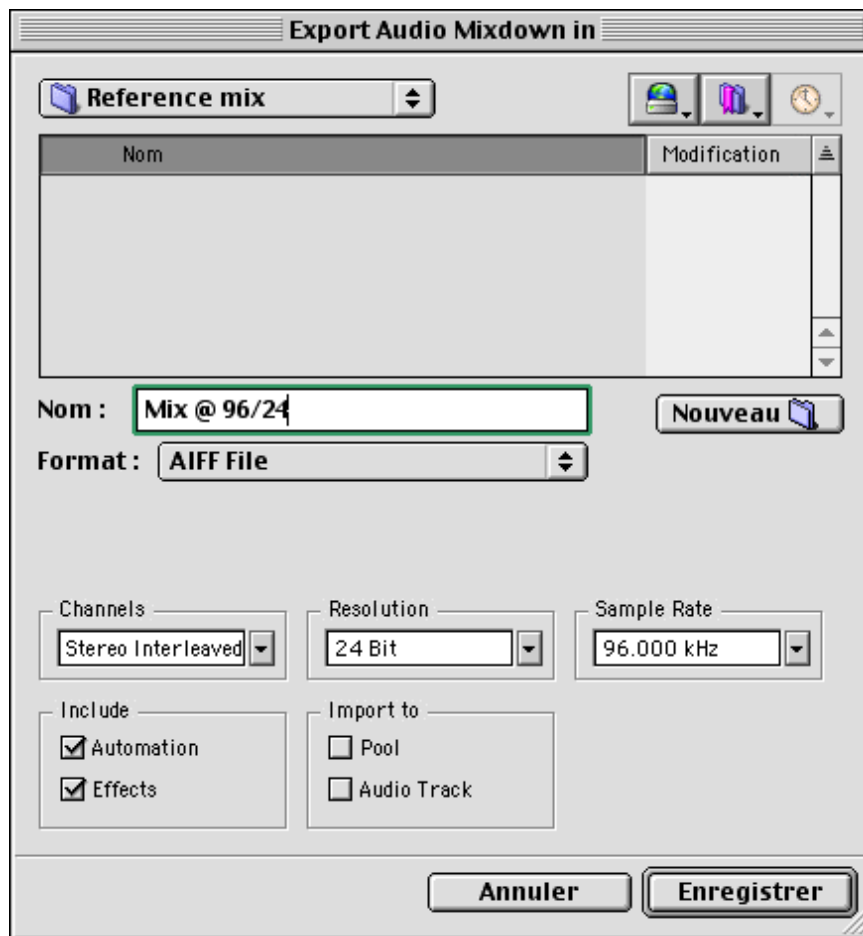 Export Audio Mixdown in
Reference mix
Nom Modification
Nom : Mix @ 96/24
Nouveau
Format : AIFF File
Channels Resolution Sample Rate
Stereo Interleaved 24 Bit 96.000 kHz
Include Import to
Automation Pool
Effects Audio Track
Annuler Enregistrer